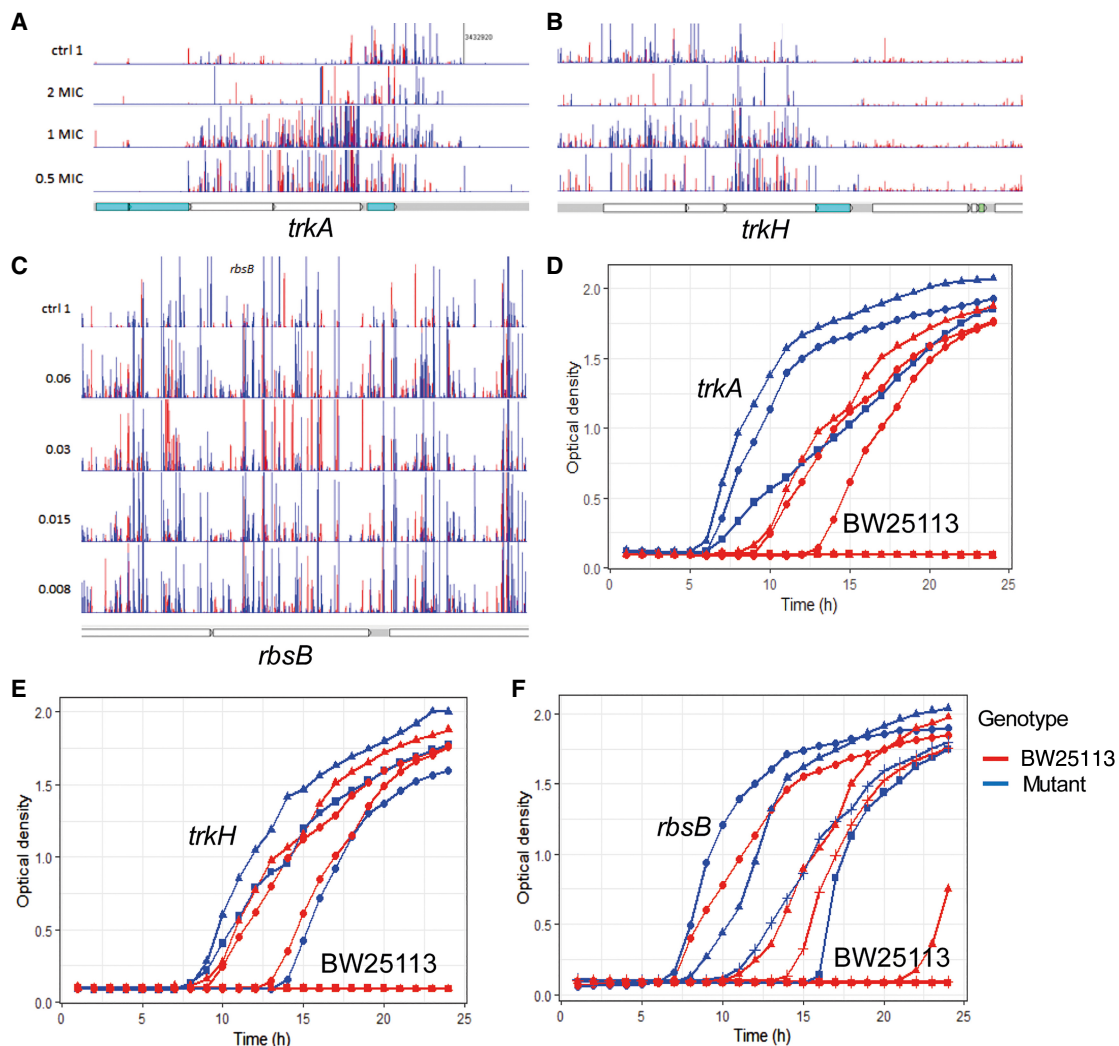 A
ctrl 1
3432920
2 MIC
1 MIC
0.5 MIC
trkA
B
trkH
C
rbsB
ctrl 1
0.06
0.03
0.015
0.008
rbsB
D
Optical density
2.0
1.5
1.0
0.5
0.0
trkA
BW25113
0 5 10 15 20 25
Time (h)
E
Optical density
2.0
1.5
1.0
0.5
0.0
trkH
BW25113
0 5 10 15 20 25
Time (h)
F
Optical density
2.0
1.5
1.0
0.5
0.0
rbsB
BW25113
0 5 10 15 20 25
Time (h)
Genotype
BW25113
Mutant